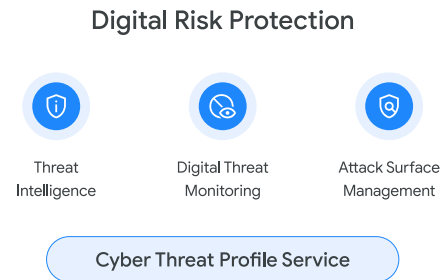 Digital Risk Protection
Threat
Intelligence
Digital Threat
Monitoring
Attack Surface
Management
Cyber Threat Profile Service